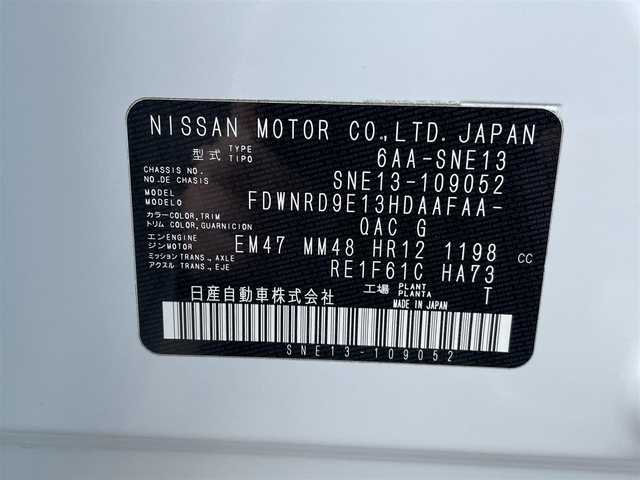 NISSAN MOTOR CO.,LTD. JAPAN
型式 TYPE TIPO 6AA-SNE13
CHASSIS NO. NO.DE CHASIS SNE13-109052
MODEL MODELO FDWNRD9E13HDAAFAA-
カラー COLOR, TRIM トリム COLOR, GUARNICION QAC G
エンジン ENGINE MOTOR EM47 MM48 HR12 1198 CC
ミッション TRANS., AXLE アクスル TRANS., EJE RE1F61C HA73
工場 PLANT PLANTA T
日産自動車株式会社 MADE IN JAPAN
SNE13-109052